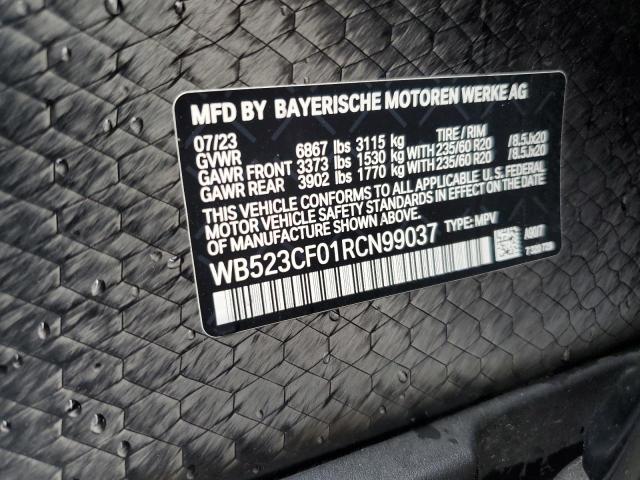 MFD BY BAYERISCHE MOTOREN WERKE AG
07/23 TIRE / RIM
GVWR 6867 lbs 3115 kg
GAWR FRONT 3373 lbs 1530 kg WITH 235/60 R20 /8.5Jx20
GAWR REAR 3902 lbs 1770 kg WITH 235/60 R20 /8.5Jx20
THIS VEHICLE CONFORMS TO ALL APPLICABLE U.S. FEDERAL
MOTOR VEHICLE SAFETY STANDARDS IN EFFECT ON THE DATE
OF MANUFACTURE SHOWN ABOVE.
WB523CF01RCN99037 TYPE: MPV